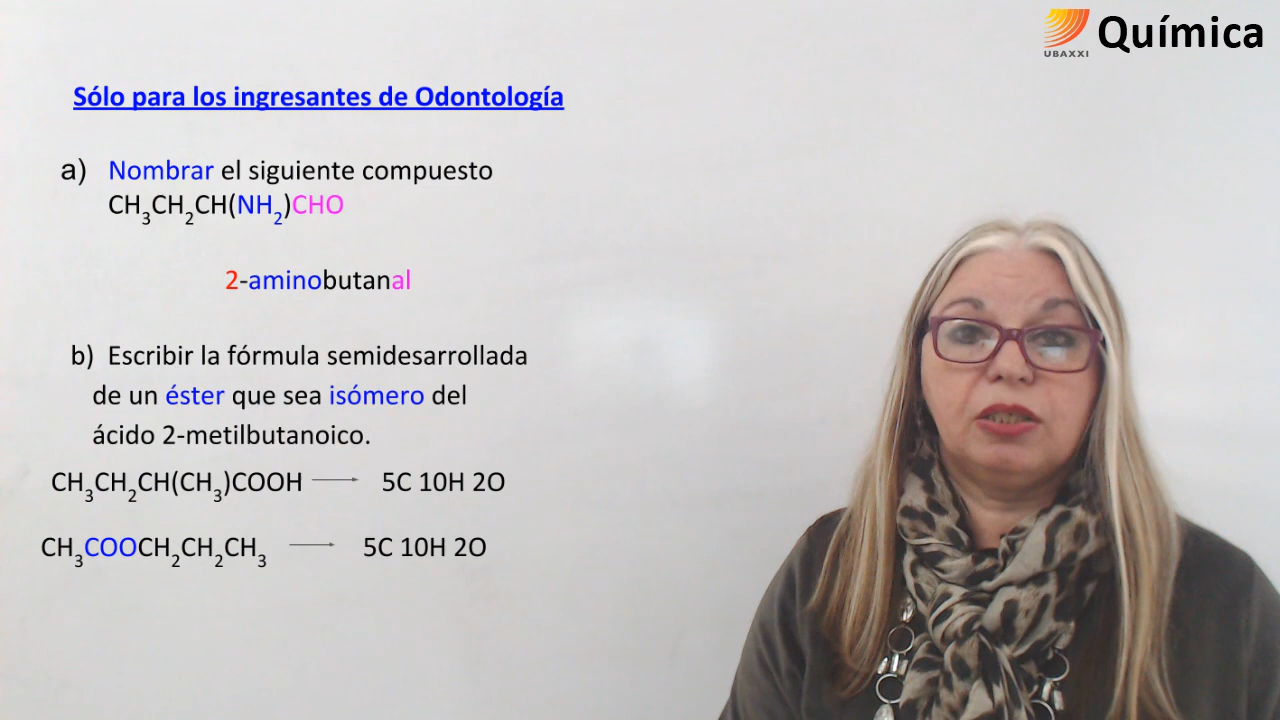 UBAXXI
Química
Sólo para los ingresantes de Odontología
a) Nombrar el siguiente compuesto
CH₃CH₂CH(NH₂)CHO
2-aminobutanal
b) Escribir la fórmula semidesarrollada
de un éster que sea isómero del
ácido 2-metilbutanoico.
CH₃CH₂CH(CH₃)COOH → 5C 10H 2O
CH₃COOCH₂CH₂CH₃ → 5C 10H 2O